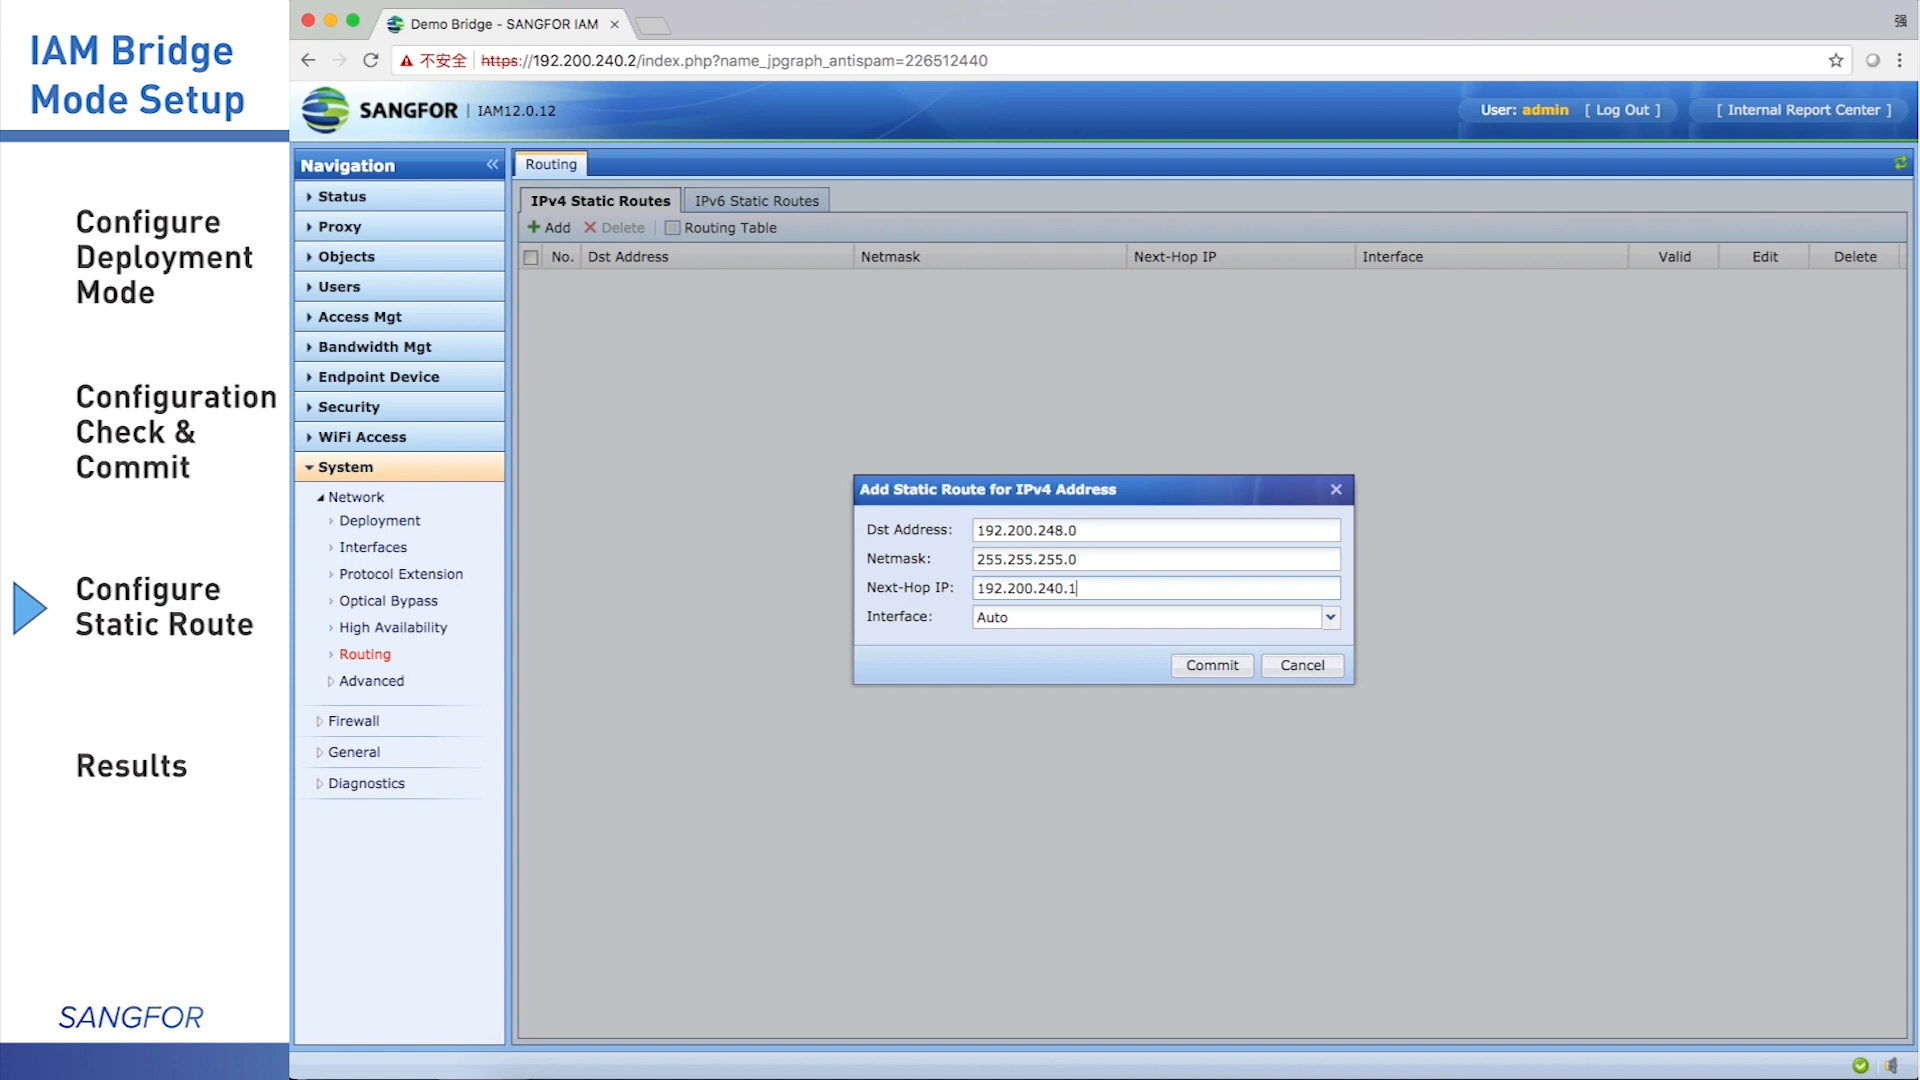 IAM Bridge
Mode Setup
Configure
Deployment
Mode
Configuration
Check &
Commit
Configure
Static Route
Results
SANGFOR
Demo Bridge - SANGFOR IAM
强
不安全 https://192.200.240.2/index.php?name_jpgraph_antispam=226512440
SANGFOR | IAM12.0.12
User: admin [ Log Out ] [ Internal Report Center ]
Navigation
Status
Proxy
Objects
Users
Access Mgt
Bandwidth Mgt
Endpoint Device
Security
WiFi Access
System
Network
Deployment
Interfaces
Protocol Extension
Optical Bypass
High Availability
Routing
Advanced
Firewall
General
Diagnostics
Routing
IPv4 Static Routes IPv6 Static Routes
Add Delete Routing Table
No. Dst Address Netmask Next-Hop IP Interface Valid Edit Delete
Add Static Route for IPv4 Address
Dst Address: 192.200.248.0
Netmask: 255.255.255.0
Next-Hop IP: 192.200.240.1
Interface: Auto
Commit Cancel